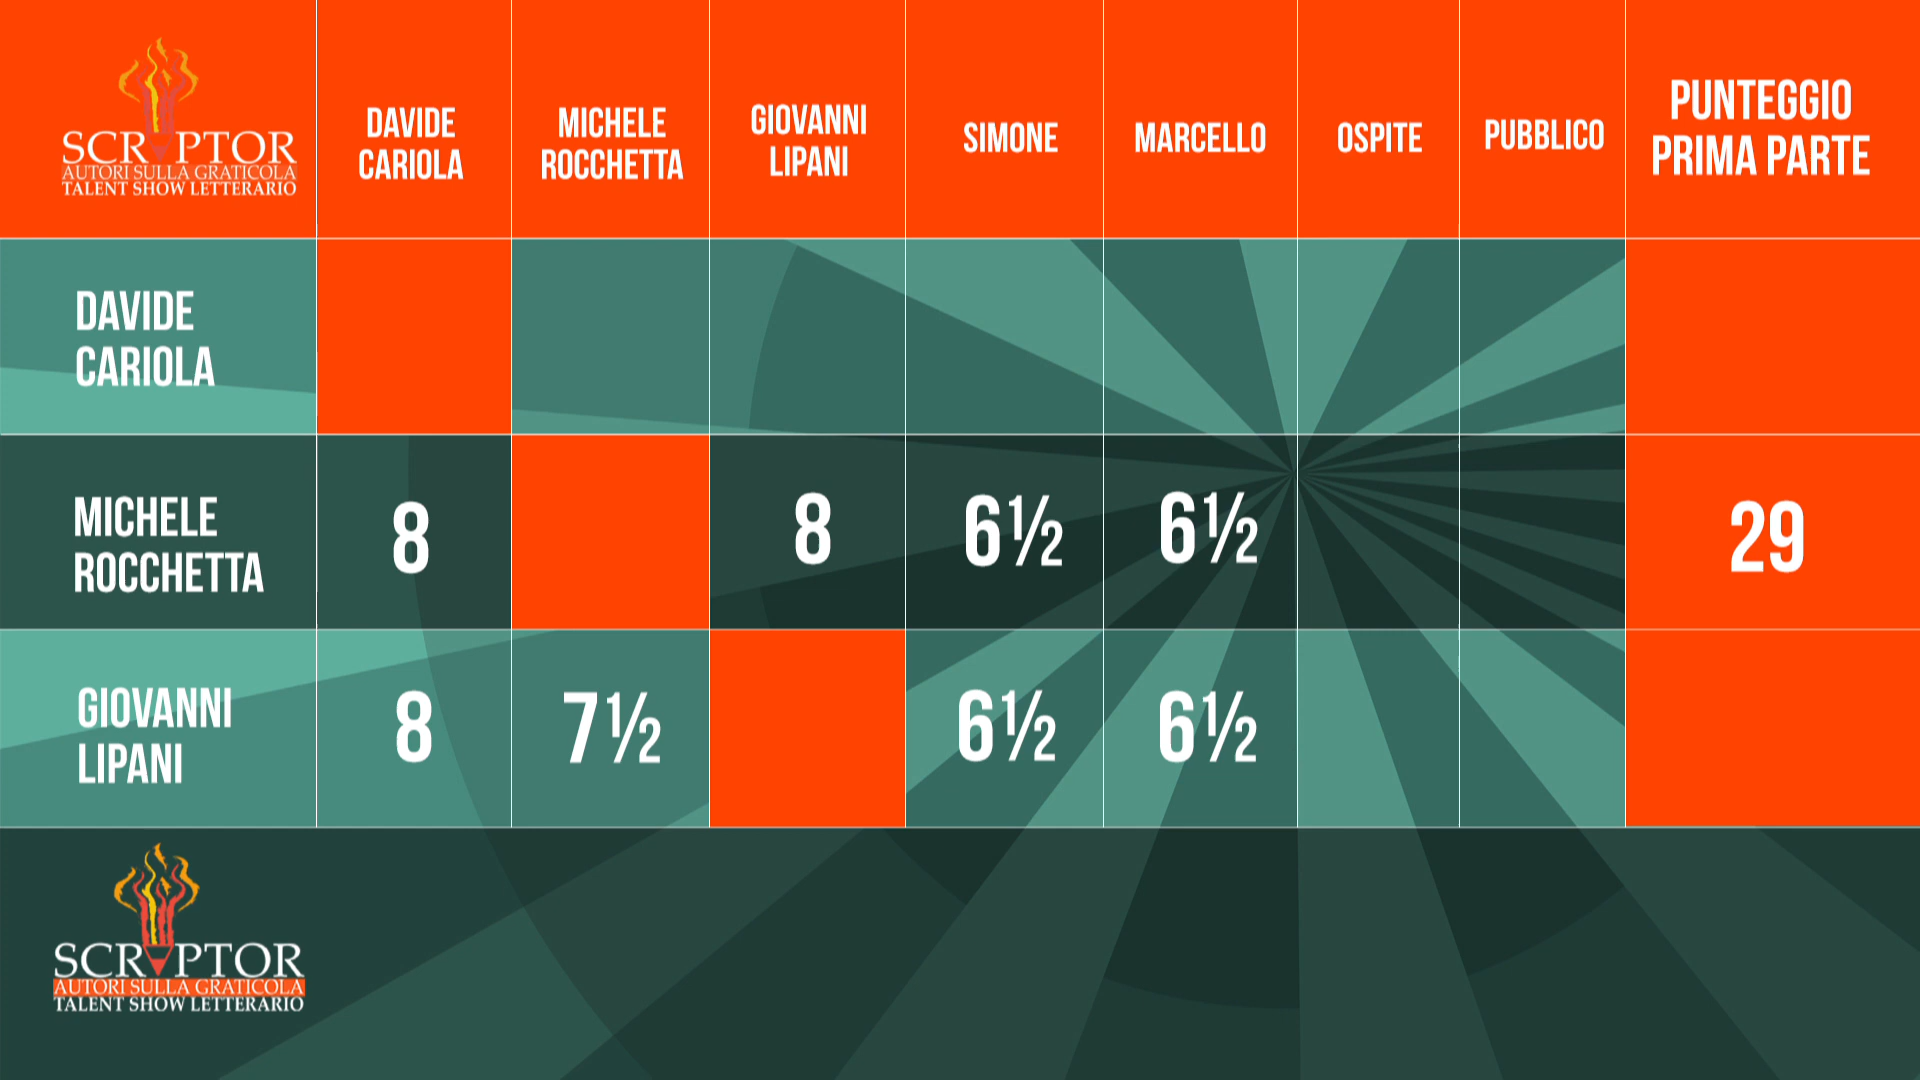 SCRIPTOR
AUTORI SULLA GRATICOLA
TALENT SHOW LETTERARIO
DAVIDE
CARIOLA
MICHELE
ROCCHETTA
GIOVANNI
LIPANI
SIMONE
MARCELLO
OSPITE
PUBBLICO
PUNTEGGIO
PRIMA PARTE
DAVIDE
CARIOLA
MICHELE
ROCCHETTA
8
8
6½
6½
29
GIOVANNI
LIPANI
8
7½
6½
6½
SCRIPTOR
AUTORI SULLA GRATICOLA
TALENT SHOW LETTERARIO